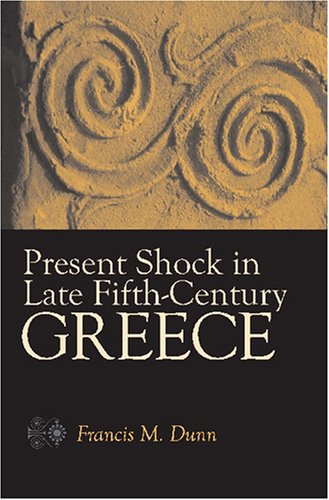 Present Shock in
Late Fifth-Century
GREECE
Francis M. Dunn